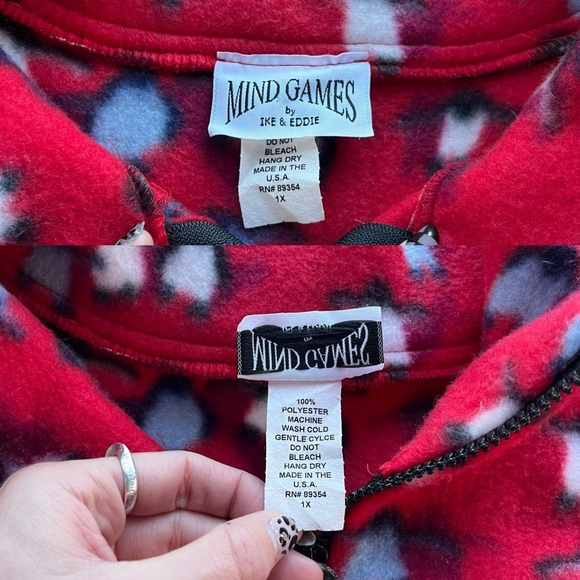 MIND GAMES
by
IKE & EDDIE
DO NOT
BLEACH
HANG DRY
MADE IN THE
U.S.A.
RN# 89354
1X
MIND GAMES
100%
POLYESTER
MACHINE
WASH COLD
GENTLE CYLCE
DO NOT
BLEACH
HANG DRY
MADE IN THE
U.S.A.
RN# 89354
1X